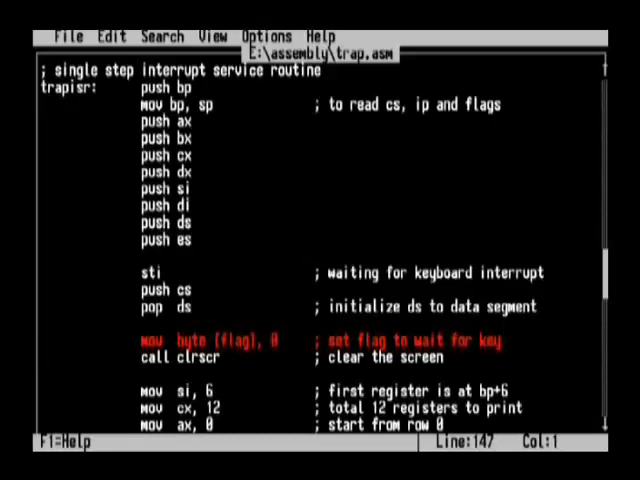 File Edit Search View Options Help
E:\assembly\trap.asm
; single step interrupt service routine
trapisr: push bp
mov bp, sp ; to read cs, ip and flags
push ax
push bx
push cx
push dx
push si
push di
push ds
push es
sti ; waiting for keyboard interrupt
push cs
pop ds ; initialize ds to data segment
mov byte [flag], 0 ; set flag to wait for key
call clrscr ; clear the screen
mov si, 6 ; first register is at bp+6
mov cx, 12 ; total 12 registers to print
mov ax, 0 ; start from row 0
F1=Help Line:147 Col:1